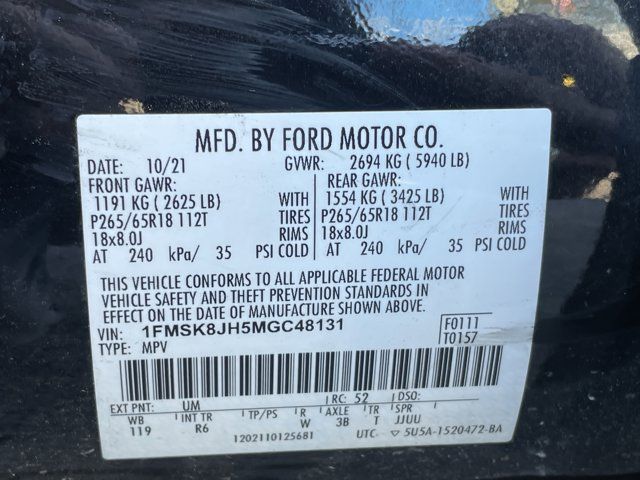 MFD. BY FORD MOTOR CO.
DATE: 10/21 GVWR: 2694 KG ( 5940 LB)
FRONT GAWR: REAR GAWR:
1191 KG ( 2625 LB) WITH 1554 KG ( 3425 LB) WITH
P265/65R18 112T TIRES P265/65R18 112T TIRES
18x8.0J RIMS 18x8.0J RIMS
AT 240 kPa/ 35 PSI COLD AT 240 kPa/ 35 PSI COLD
THIS VEHICLE CONFORMS TO ALL APPLICABLE FEDERAL MOTOR
VEHICLE SAFETY AND THEFT PREVENTION STANDARDS IN
EFFECT ON THE DATE OF MANUFACTURE SHOWN ABOVE.
VIN: 1FMSK8JH5MGC48131 F0111
TYPE: MPV T0157
EXT PNT: UM RC: 52 DSO:
WB INT TR TP/PS R AXLE TR SPR
119 R6 W 3B T JJUU
1202110125681 UTC- ▽ 5U5A-1520472-BA